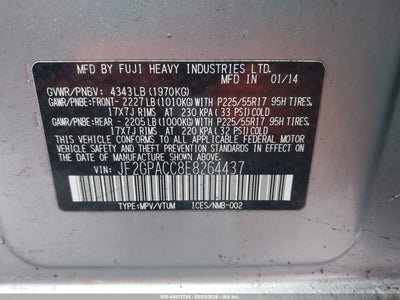 MFD BY FUJI HEAVY INDUSTRIES LTD.
MADE IN JAPAN IN 01/14
GVWR/PNBV: 4343LB (1970KG)
GAWR/PNBE:FRONT- 2227LB(1010KG)WITH P225/55R17 95H TIRES,
17X7J RIMS AT 230 KPA(33 PSI)COLD
GAWR/PNBE:REAR - 2205LB(1000KG)WITH P225/55R17 95H TIRES,
17X7J RIMS AT 220 KPA(32 PSI)COLD
THIS VEHICLE CONFORMS TO ALL APPLICABLE
FEDERAL MOTOR VEHICLE SAFETY, BUMPER,
AND THEFT PREVENTION STANDARDS IN EFFECT
ON THE DATE OF MANUFACTURE SHOWN ABOVE.
VIN: JF2GPACC8E8264437
TYPE:MPV/VTUM ICES/NMB-002